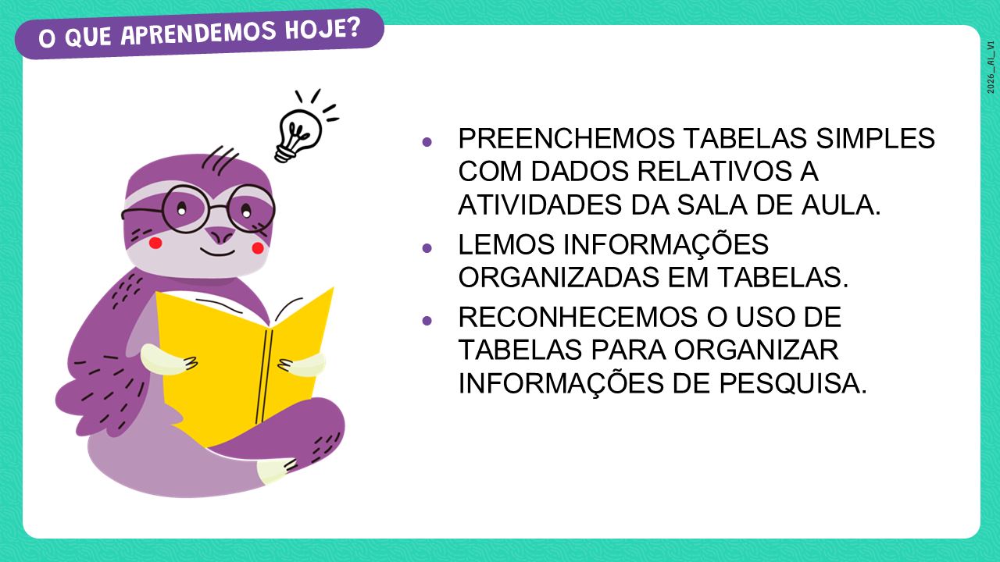 O QUE APRENDEMOS HOJE?
2026_AI_V1
• PREENCHEMOS TABELAS SIMPLES
COM DADOS RELATIVOS A
ATIVIDADES DA SALA DE AULA.
• LEMOS INFORMAÇÕES
ORGANIZADAS EM TABELAS.
• RECONHECEMOS O USO DE
TABELAS PARA ORGANIZAR
INFORMAÇÕES DE PESQUISA.